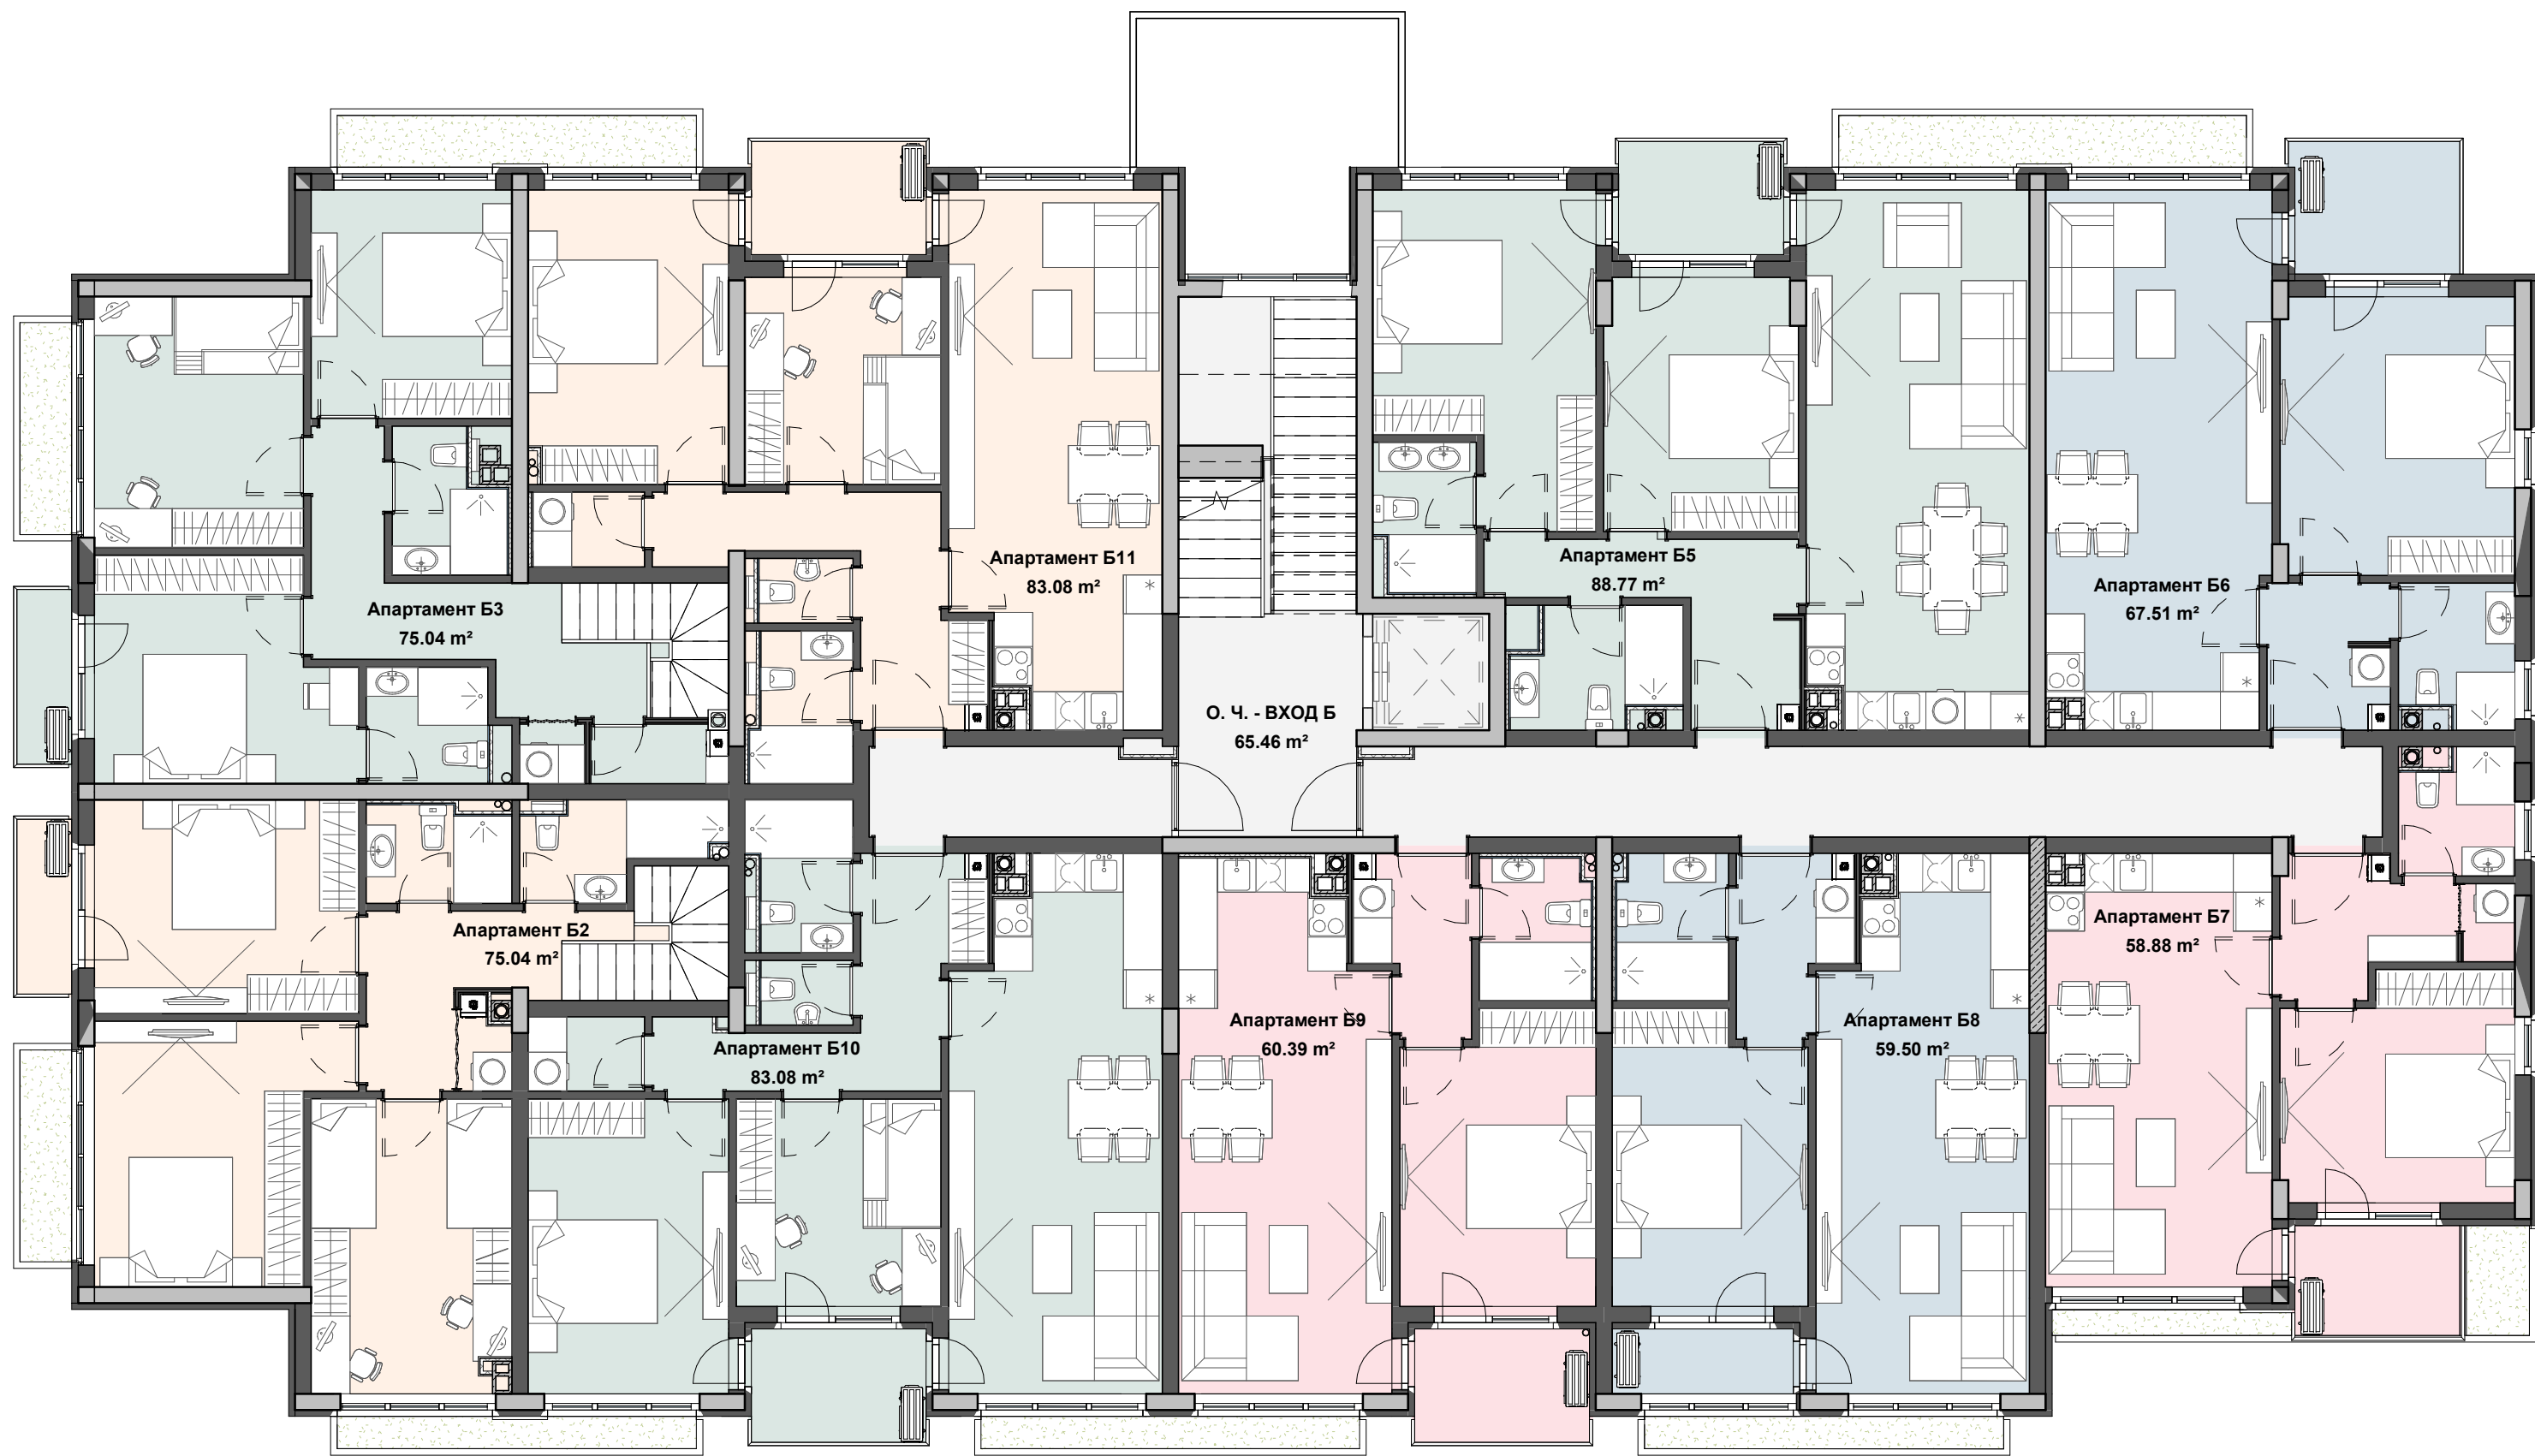 Апартамент Б11
83.08 m²
Апартамент Б5
88.77 m²
Апартамент Б6
67.51 m²
Апартамент Б3
75.04 m²
О. Ч. - ВХОД Б
65.46 m²
Апартамент Б2
75.04 m²
Апартамент Б7
58.88 m²
Апартамент Б10
83.08 m²
Апартамент Б9
60.39 m²
Апартамент Б8
59.50 m²